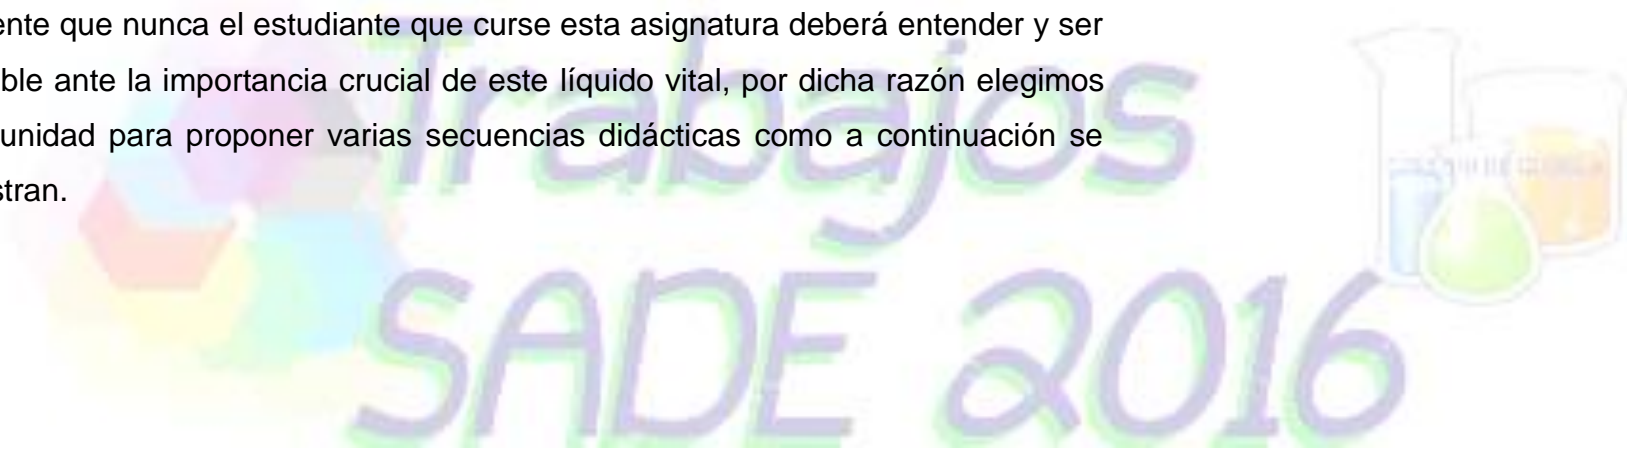 ente que nunca el estudiante que curse esta asignatura deberá entender y ser
ble ante la importancia crucial de este líquido vital, por dicha razón elegimos
unidad para proponer varias secuencias didácticas como a continuación se
stran.
Trabajos
SADE 2016